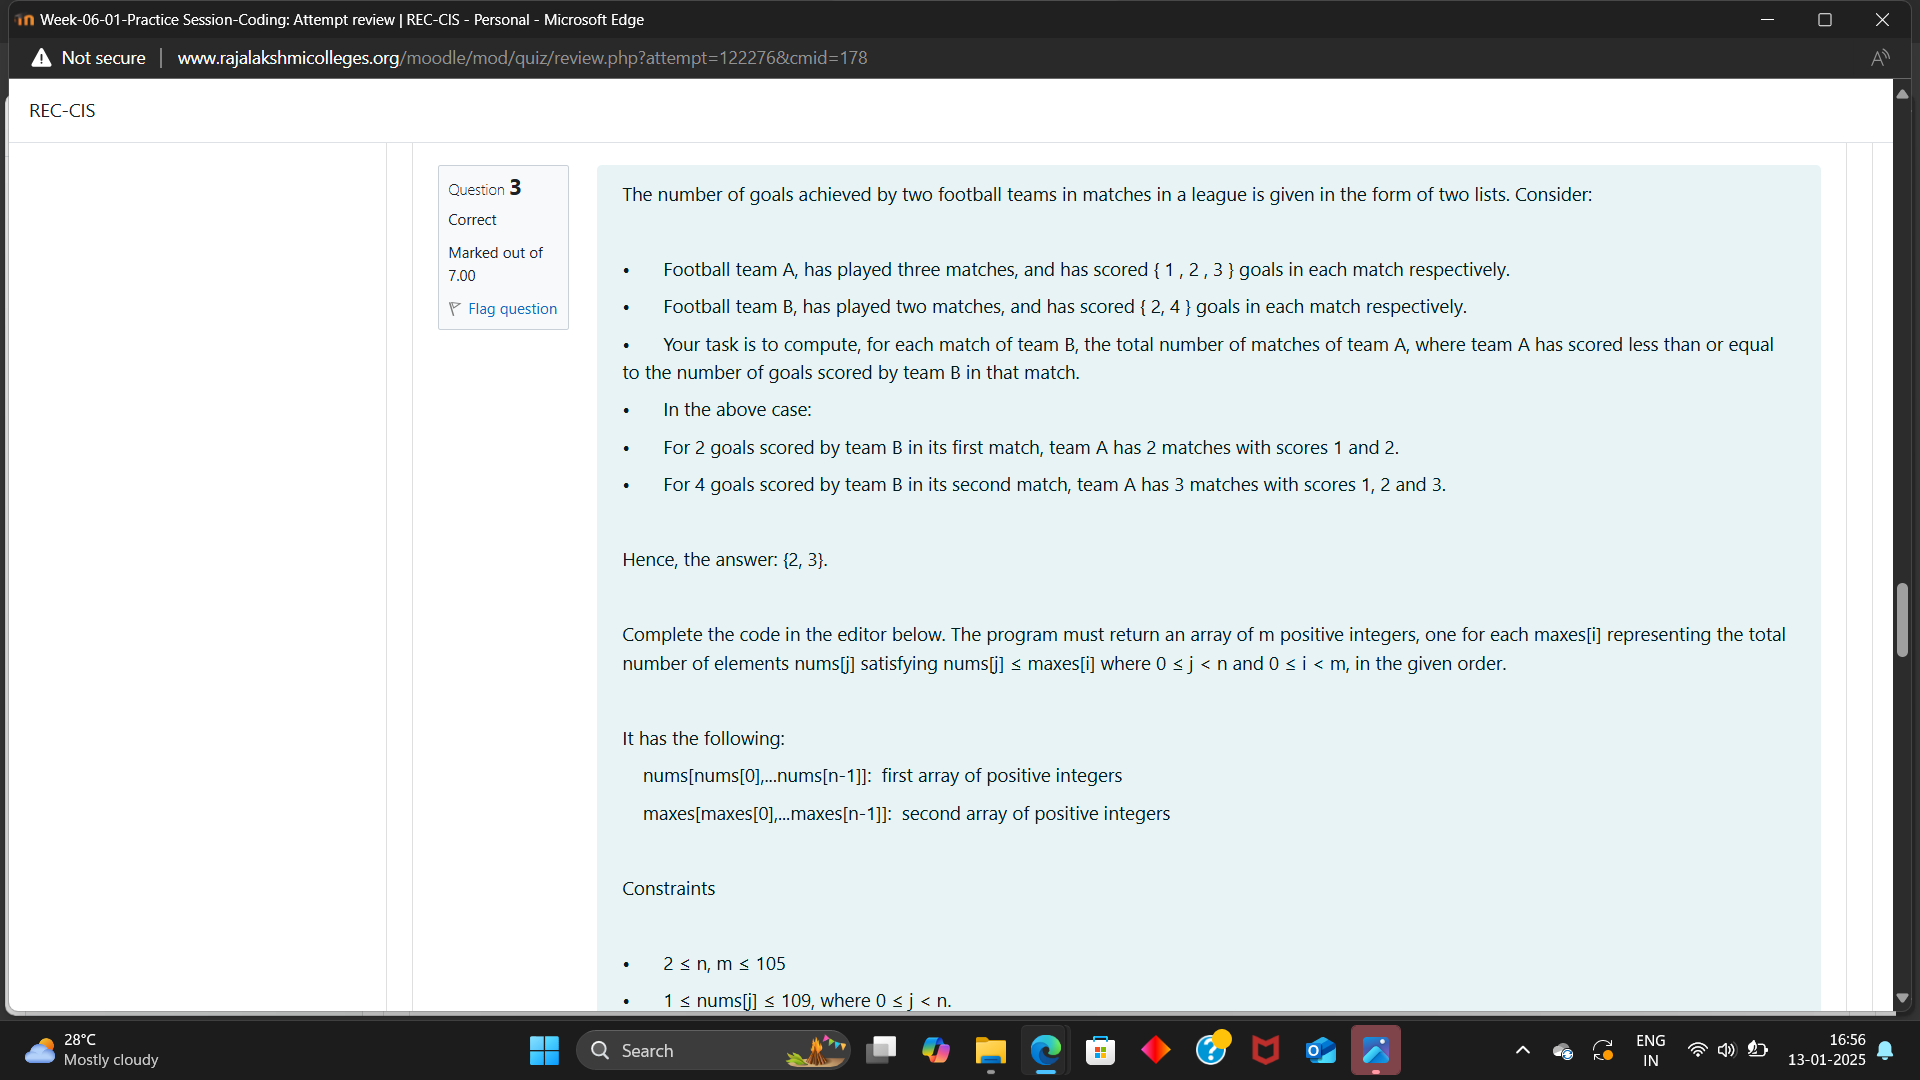 Week-06-01-Practice Session-Coding: Attempt review | REC-CIS - Personal - Microsoft Edge
Not secure | www.rajalakshmicolleges.org/moodle/mod/quiz/review.php?attempt=122276&cmid=178
REC-CIS
Question 3
Correct
Marked out of
7.00
Flag question
The number of goals achieved by two football teams in matches in a league is given in the form of two lists. Consider:
• Football team A, has played three matches, and has scored { 1 , 2 , 3 } goals in each match respectively.
• Football team B, has played two matches, and has scored { 2, 4 } goals in each match respectively.
• Your task is to compute, for each match of team B, the total number of matches of team A, where team A has scored less than or equal
to the number of goals scored by team B in that match.
• In the above case:
• For 2 goals scored by team B in its first match, team A has 2 matches with scores 1 and 2.
• For 4 goals scored by team B in its second match, team A has 3 matches with scores 1, 2 and 3.
Hence, the answer: {2, 3}.
Complete the code in the editor below. The program must return an array of m positive integers, one for each maxes[i] representing the total
number of elements nums[j] satisfying nums[j] ≤ maxes[i] where 0 ≤ j < n and 0 ≤ i < m, in the given order.
It has the following:
nums[nums[0],...nums[n-1]]: first array of positive integers
maxes[maxes[0],...maxes[n-1]]: second array of positive integers
Constraints
• 2 ≤ n, m ≤ 105
• 1 ≤ nums[j] ≤ 109, where 0 ≤ j < n.
28°C
Mostly cloudy
Search
ENG
IN
16:56
13-01-2025